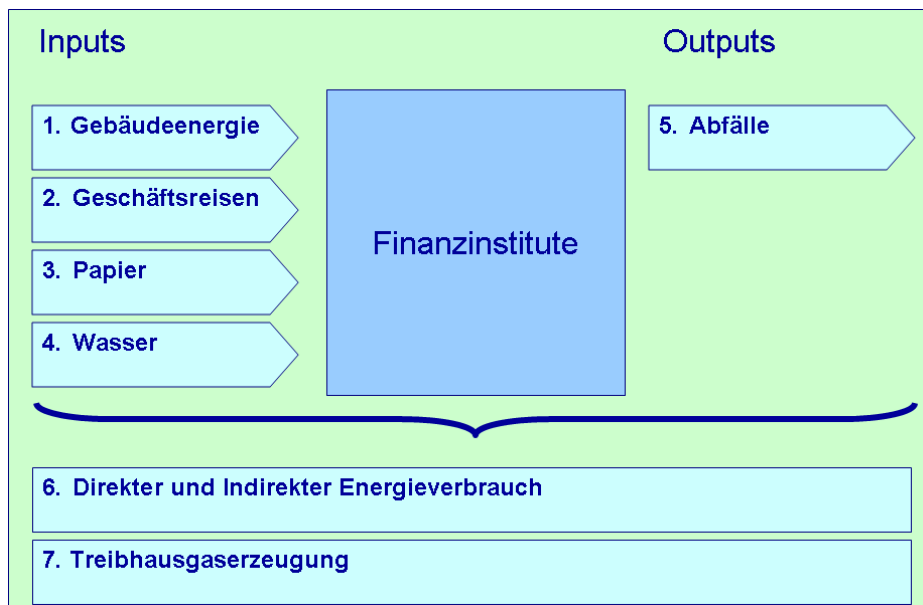 Inputs
Outputs
1. Gebäudeenergie
2. Geschäftsreisen
3. Papier
4. Wasser
Finanzinstitute
5. Abfälle
6. Direkter und Indirekter Energieverbrauch
7. Treibhausgaserzeugung